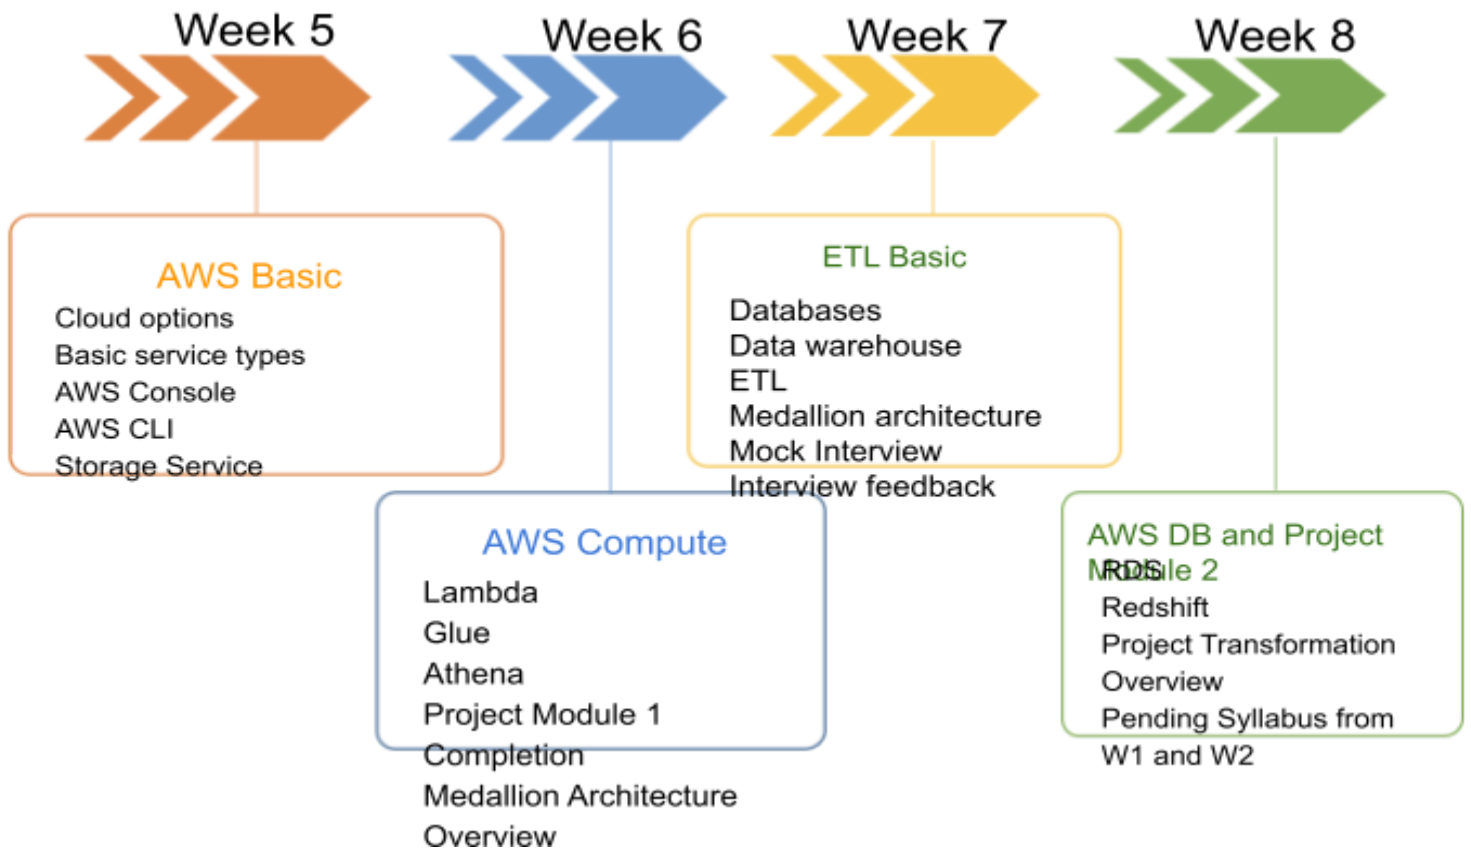 Week 5
Week 6
Week 7
Week 8
AWS Basic
Cloud options
Basic service types
AWS Console
AWS CLI
Storage Service
AWS Compute
Lambda
Glue
Athena
Project Module 1
Completion
Medallion Architecture
Overview
ETL Basic
Databases
Data warehouse
ETL
Medallion architecture
Mock Interview
Interview feedback
AWS DB and Project
Module 2
RDS
Redshift
Project Transformation
Overview
Pending Syllabus from
W1 and W2